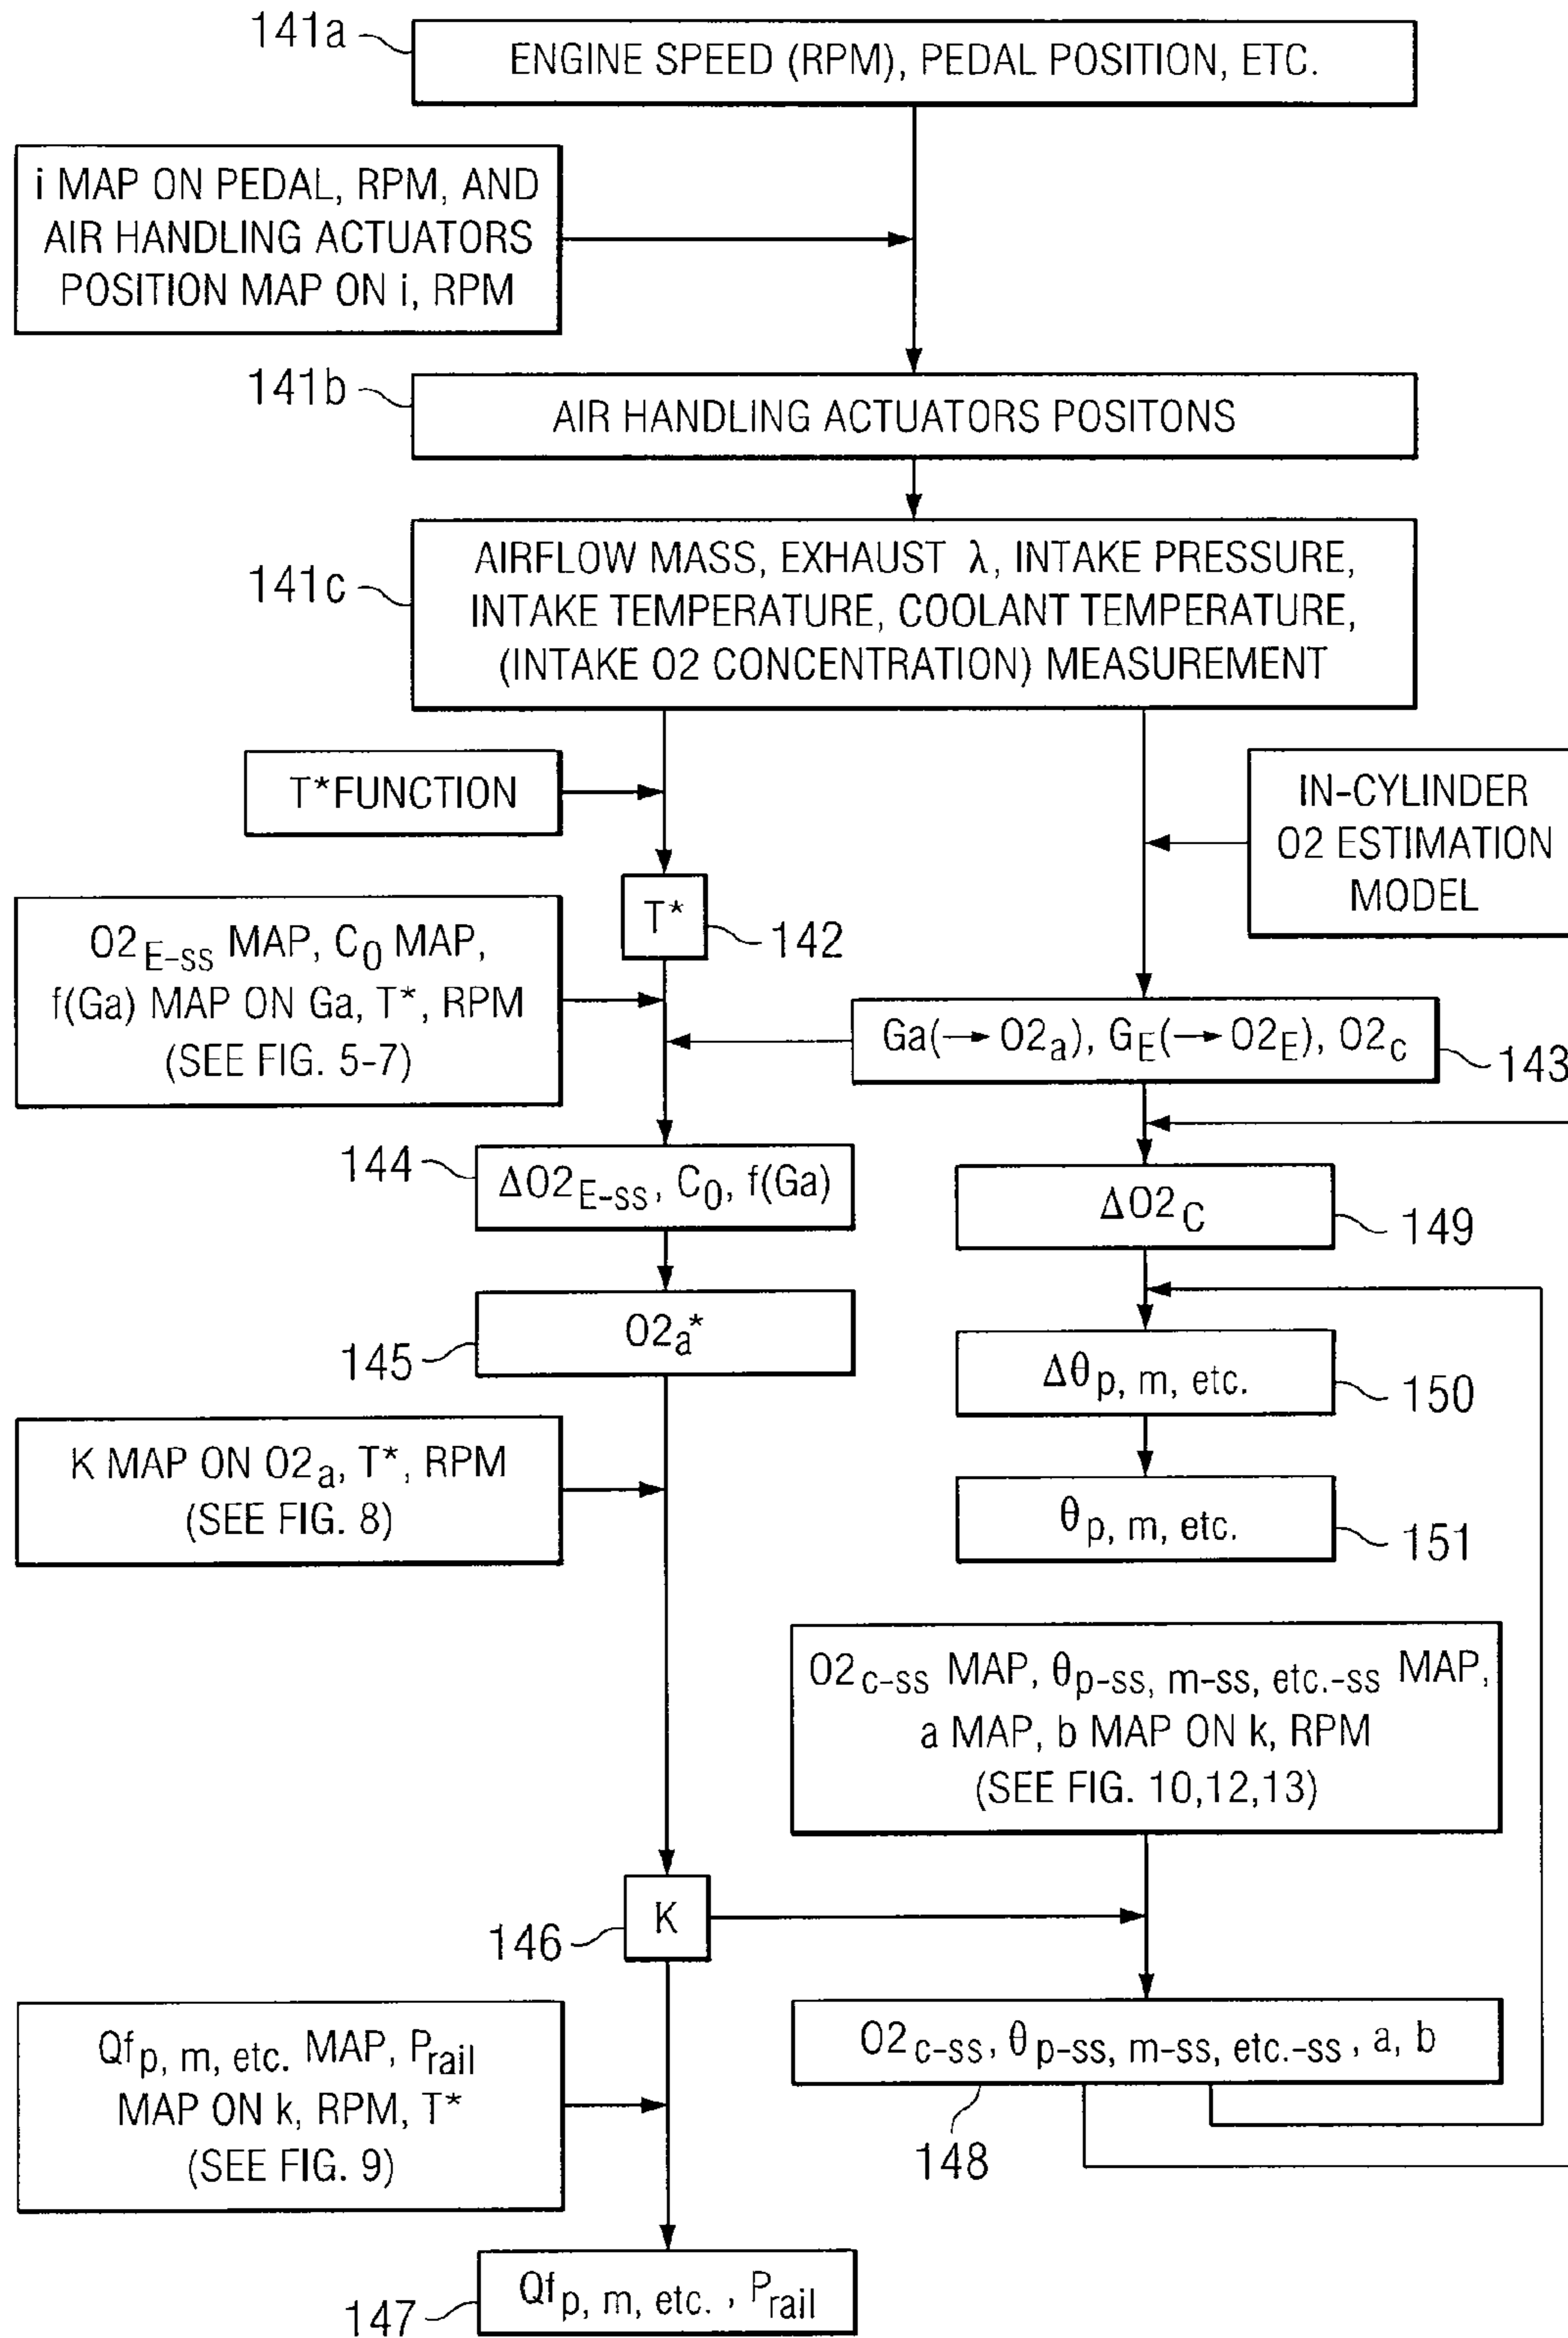 141a
ENGINE SPEED (RPM), PEDAL POSITION, ETC.
i MAP ON PEDAL, RPM, AND
AIR HANDLING ACTUATORS
POSITION MAP ON i, RPM
141b
AIR HANDLING ACTUATORS POSITONS
141c
AIRFLOW MASS, EXHAUST λ, INTAKE PRESSURE,
INTAKE TEMPERATURE, COOLANT TEMPERATURE,
(INTAKE O2 CONCENTRATION) MEASUREMENT
T*FUNCTION
IN-CYLINDER
O2 ESTIMATION
MODEL
T*
142
O2E-ss MAP, C0 MAP,
f(Ga) MAP ON Ga, T*, RPM
(SEE FIG. 5-7)
Ga(→O2a), GE(→O2E), O2c
143
144
ΔO2E-ss, C0, f(Ga)
ΔO2C
149
O2a*
145
Δθp, m, etc.
150
K MAP ON O2a, T*, RPM
(SEE FIG. 8)
θp, m, etc.
151
O2c-ss MAP, θp-ss, m-ss, etc.-ss MAP,
a MAP, b MAP ON k, RPM
(SEE FIG. 10,12,13)
K
146
Qfp, m, etc. MAP, Prail
MAP ON k, RPM, T*
(SEE FIG. 9)
O2c-ss, θp-ss, m-ss, etc.-ss, a, b
148
Qfp, m, etc., Prail
147